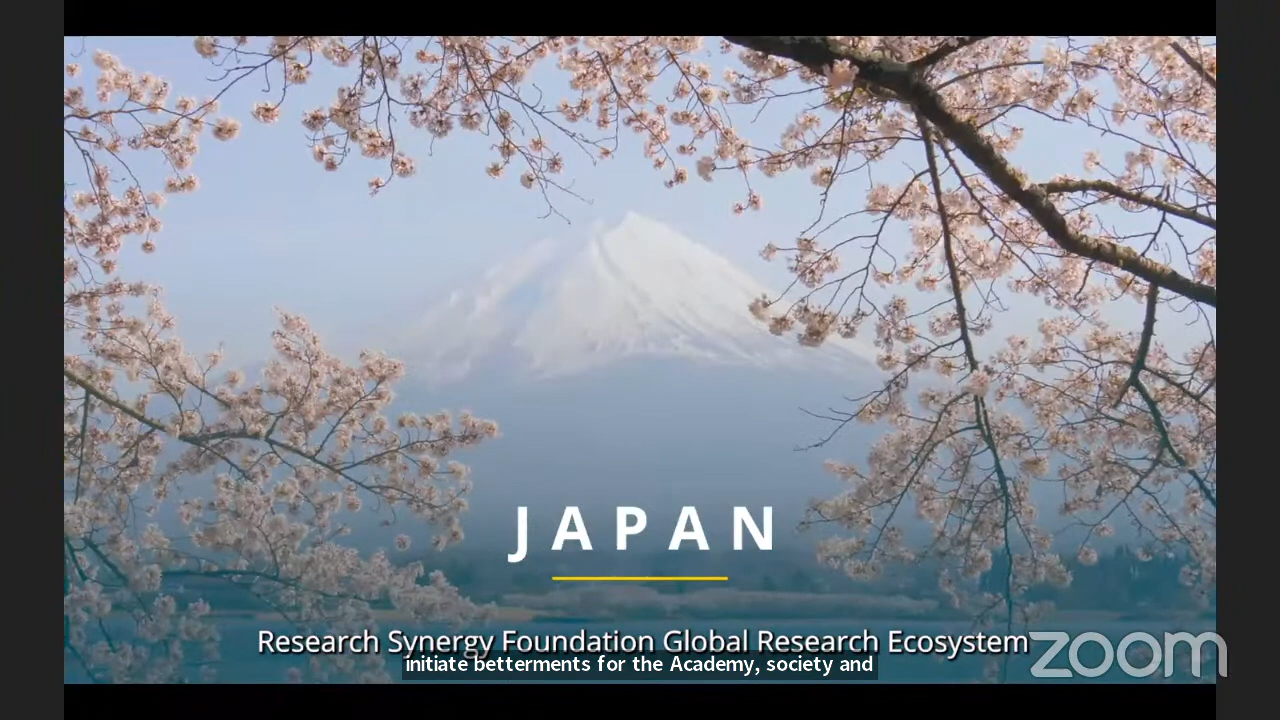 JAPAN
Research Synergy Foundation Global Research Ecosystem
initiate betterments for the Academy, society and
zoom